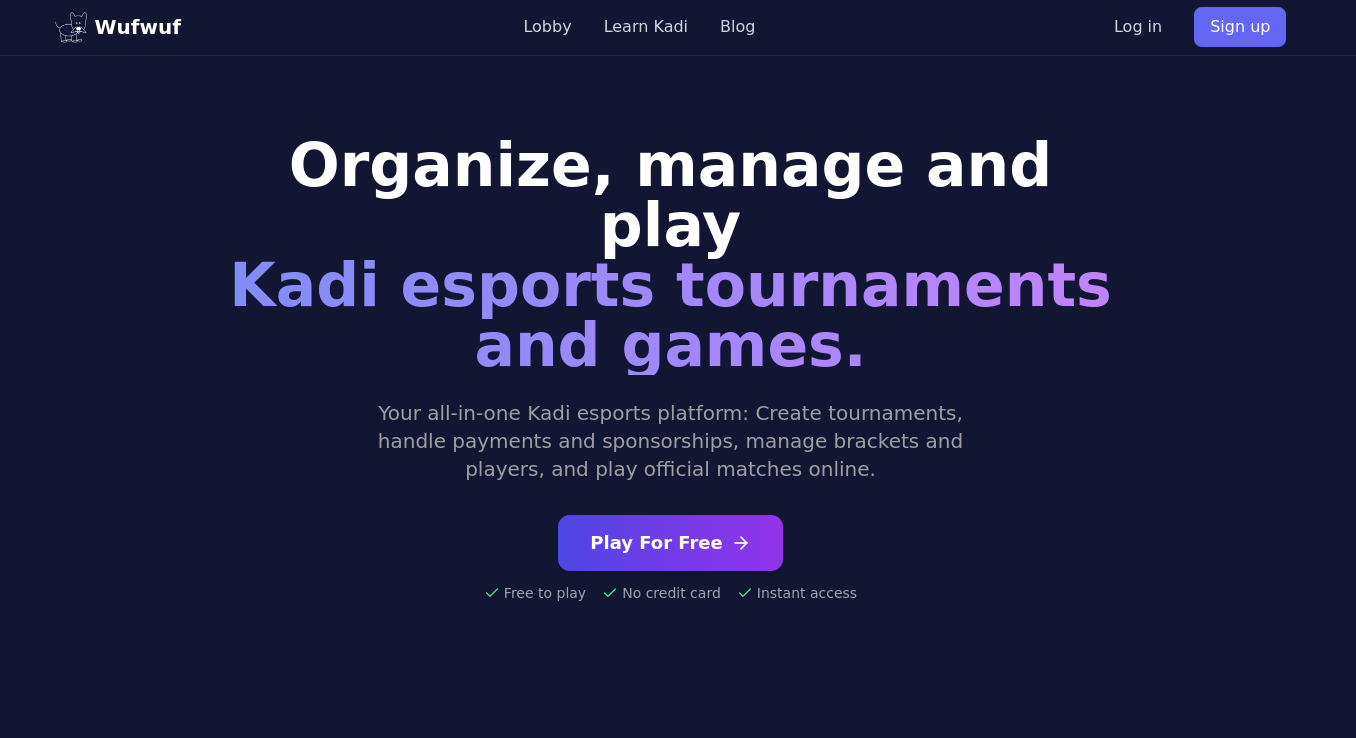 Wufwuf
Lobby
Learn Kadi
Blog
Log in
Sign up
Organize, manage and
play
Kadi esports tournaments
and games.
Your all-in-one Kadi esports platform: Create tournaments,
handle payments and sponsorships, manage brackets and
players, and play official matches online.
Play For Free
Free to play
No credit card
Instant access